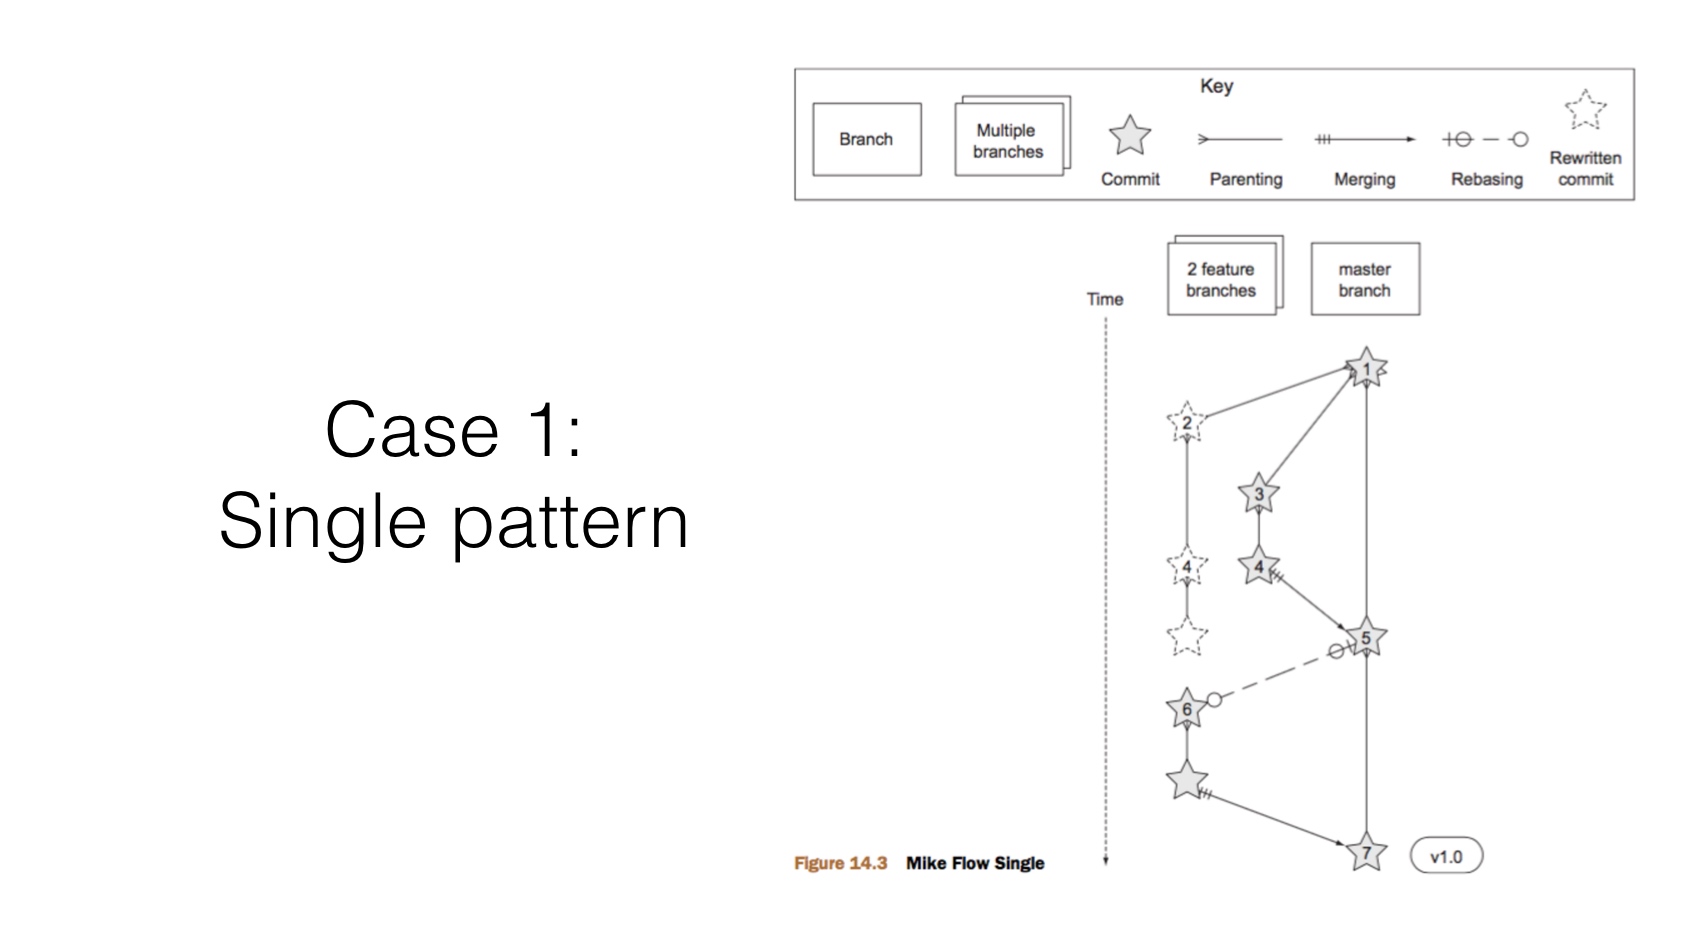 Case 1:
Single pattern
Key
Branch
Multiple
branches
Commit
Parenting
Merging
Rebasing
Rewritten
commit
Time
2 feature
branches
master
branch
1
2
3
4
4
5
6
7
v1.0
Figure 14.3 Mike Flow Single